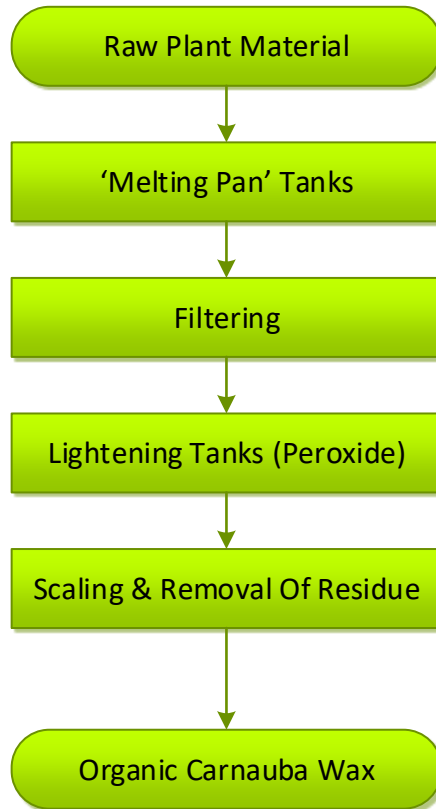 Raw Plant Material
‘Melting Pan’ Tanks
Filtering
Lightening Tanks (Peroxide)
Scaling & Removal Of Residue
Organic Carnauba Wax